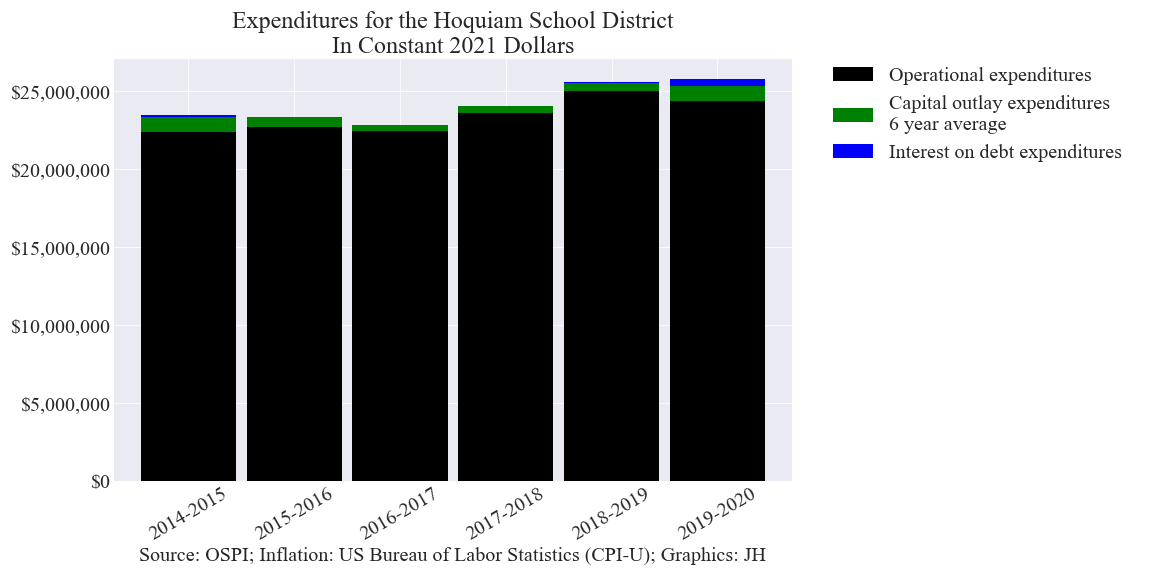 Expenditures for the Hoquiam School District
In Constant 2021 Dollars
$25,000,000
$20,000,000
$15,000,000
$10,000,000
$5,000,000
$0
2014-2015
2015-2016
2016-2017
2017-2018
2018-2019
2019-2020
Source: OSPI; Inflation: US Bureau of Labor Statistics (CPI-U); Graphics: JH
Operational expenditures
Capital outlay expenditures
6 year average
Interest on debt expenditures